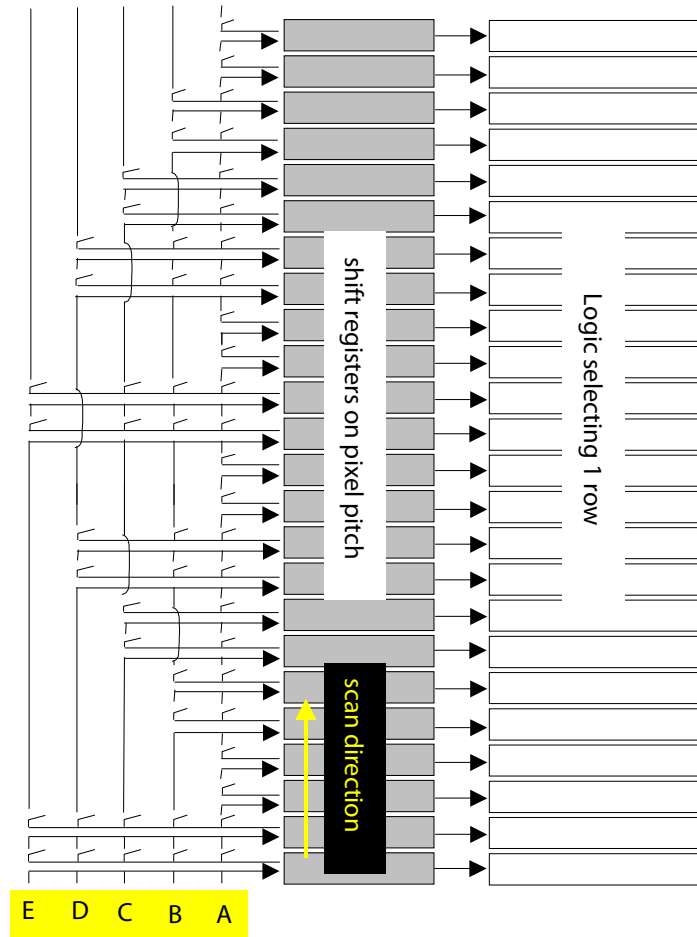 shift registers on pixel pitch
Logic selecting 1 row
scan direction
E D C B A